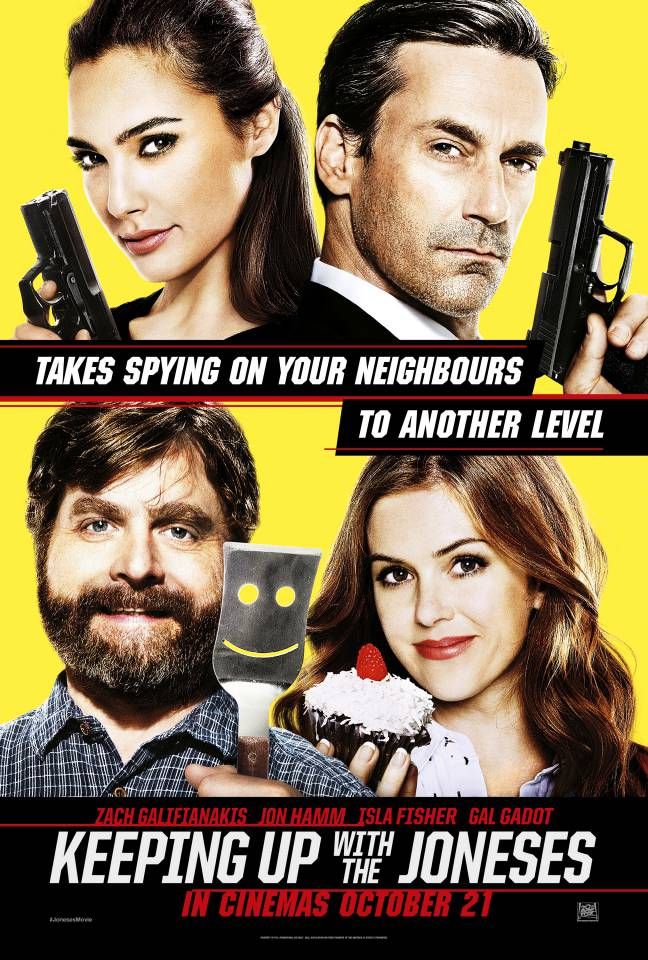 TAKES SPYING ON YOUR NEIGHBOURS
TO ANOTHER LEVEL
ZACH GALIFIANAKIS JON HAMM ISLA FISHER GAL GADOT
KEEPING UP WITH THE JONESES
IN CINEMAS OCTOBER 21
#JonesesMovie